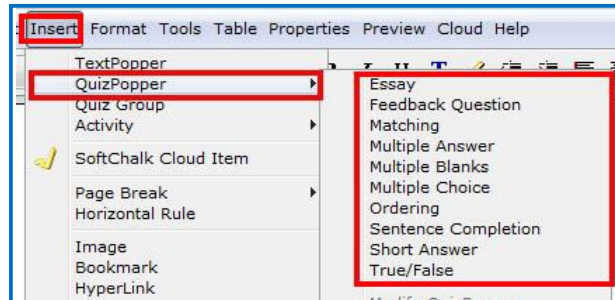 Insert Format Tools Table Properties Preview Cloud Help
TextPopper
QuizPopper
Quiz Group
Activity
SoftChalk Cloud Item
Page Break
Horizontal Rule
Image
Bookmark
HyperLink
Essay
Feedback Question
Matching
Multiple Answer
Multiple Blanks
Multiple Choice
Ordering
Sentence Completion
Short Answer
True/False